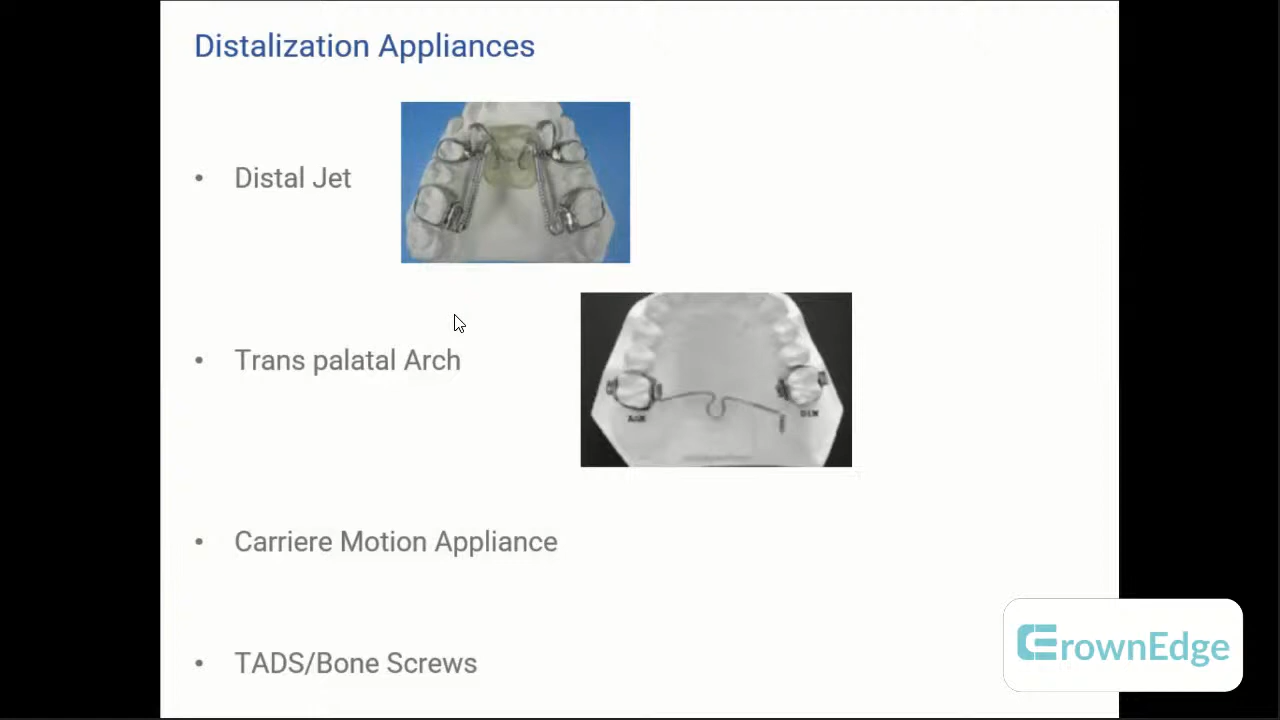 Distalization Appliances
• Distal Jet
• Trans palatal Arch
• Carriere Motion Appliance
• TADS/Bone Screws
CrownEdge